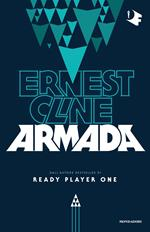 ERNEST
CLINE
ARMADA
DALL'AUTORE BESTSELLER DI
READY PLAYER ONE
MONDADORI